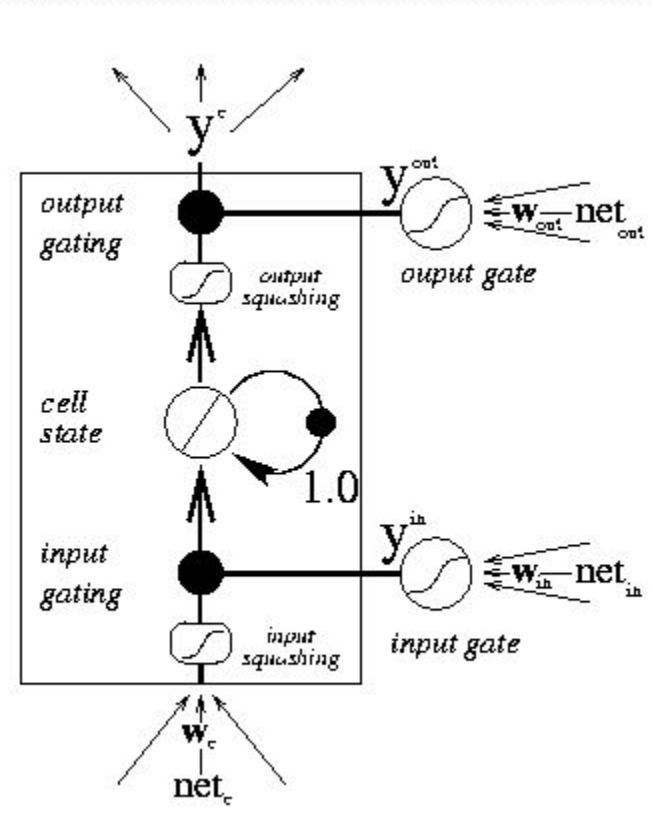 y^c
y^out
output
gating
w_out net_out
ouput gate
output
squashing
cell
state
1.0
y^in
input
gating
w_in net_in
input gate
input
squashing
w_c
net_c